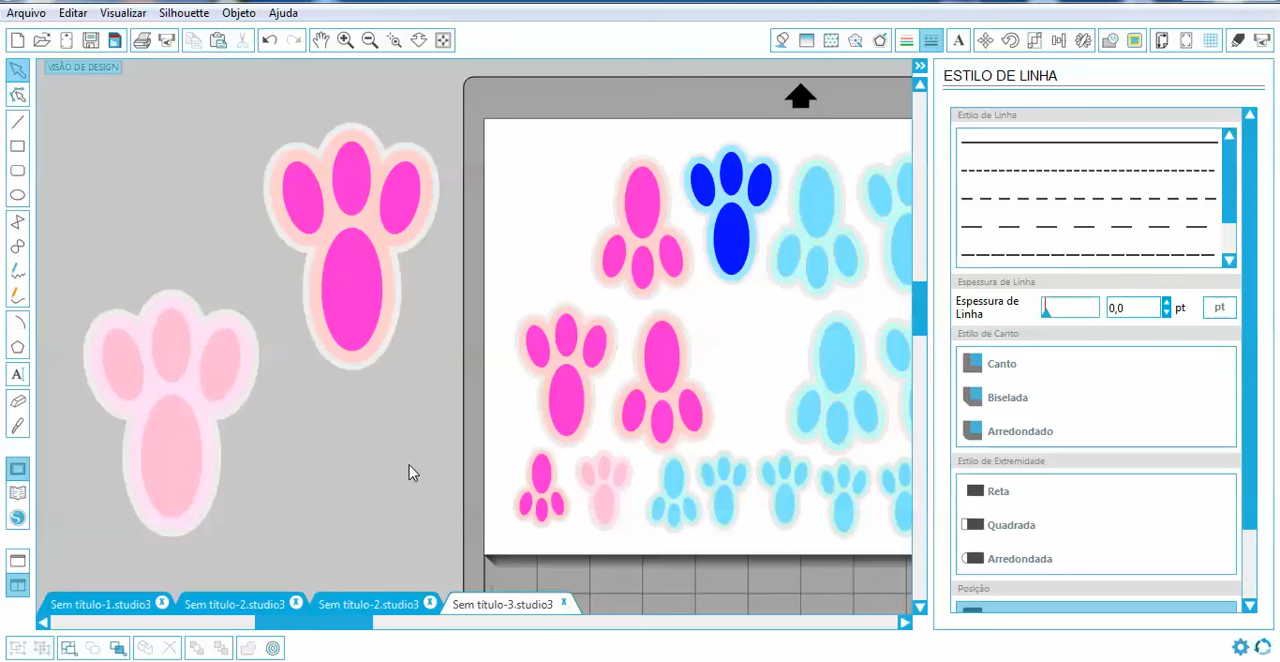 Arquivo Editar Visualizar Silhouette Objeto Ajuda
VISÃO DE DESIGN
ESTILO DE LINHA
Estilo de Linha
Espessura de Linha
Espessura de
Linha
0,0 pt pt
Estilo de Canto
Canto
Biselada
Arredondado
Estilo de Extremidade
Reta
Quadrada
Arredondada
Posição
Sem título-1.studio3 Sem título-2.studio3 Sem título-2.studio3 Sem título-3.studio3